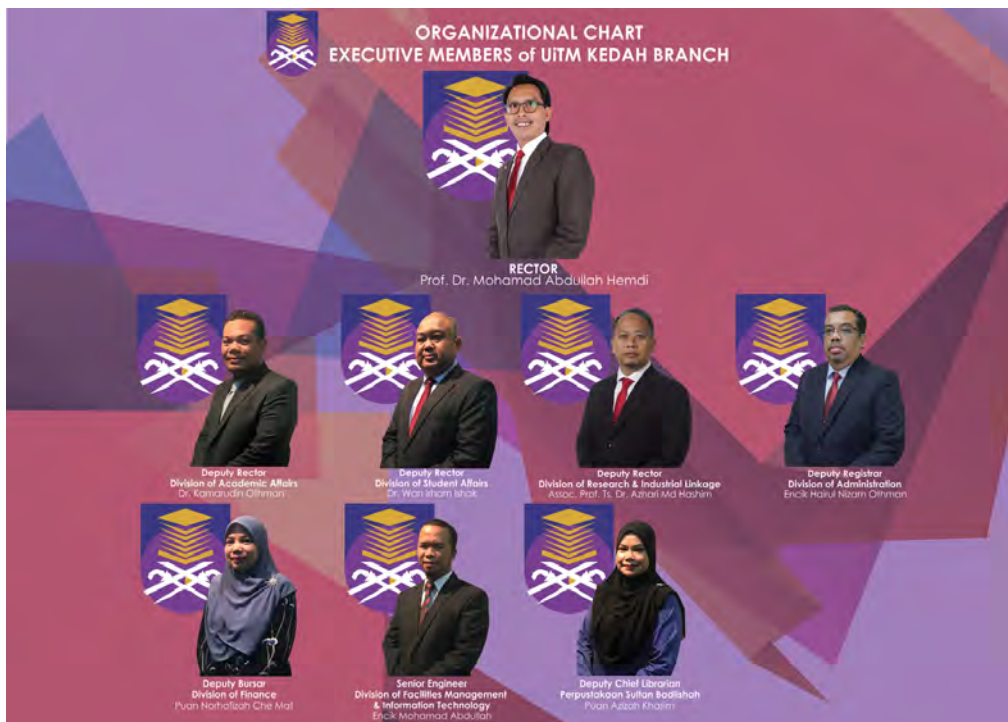 ORGANIZATIONAL CHART
EXECUTIVE MEMBERS of UiTM KEDAH BRANCH
RECTOR
Prof. Dr. Mohamad Abdullah Hemdi
Deputy Rector
Division of Academic Affairs
Dr. Kamarudin Othman
Deputy Rector
Division of Student Affairs
Dr. Wan Irham Ishak
Deputy Rector
Division of Research & Industrial Linkage
Assoc. Prof. Ts. Dr. Azhari Md Hashim
Deputy Registrar
Division of Administration
Encik Hairul Nizam Othman
Deputy Bursar
Division of Finance
Puan Norhafizah Che Mat
Senior Engineer
Division of Facilities Management
& Information Technology
Encik Mohamad Abdullah
Deputy Chief Librarian
Perpustakaan Sultan Badlishah
Puan Azizah Khasim